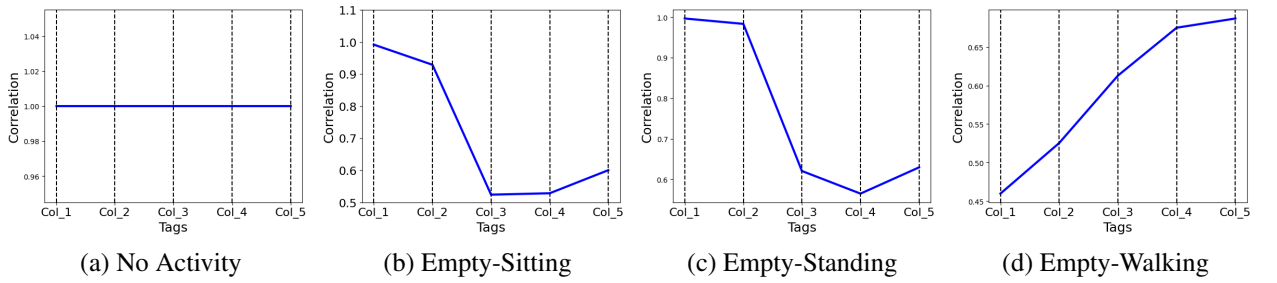 Correlation
1.04
1.02
1.00
0.98
0.96
Col_1 Col_2 Col_3 Col_4 Col_5
Tags
(a) No Activity
Correlation
1.1
1.0
0.9
0.8
0.7
0.6
0.5
Col_1 Col_2 Col_3 Col_4 Col_5
Tags
(b) Empty-Sitting
Correlation
1.0
0.9
0.8
0.7
0.6
Col_1 Col_2 Col_3 Col_4 Col_5
Tags
(c) Empty-Standing
Correlation
0.65
0.60
0.55
0.50
0.45
Col_1 Col_2 Col_3 Col_4 Col_5
Tags
(d) Empty-Walking